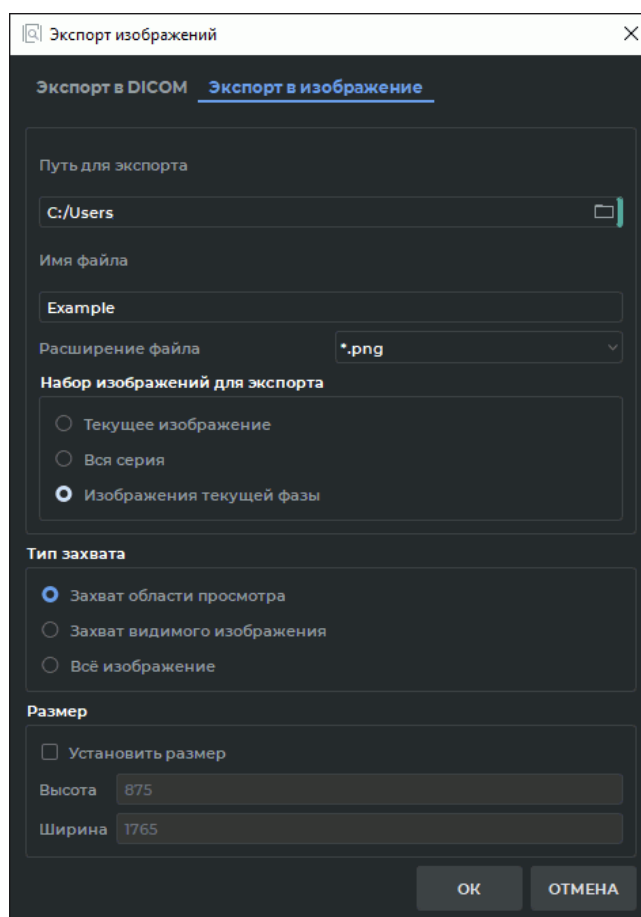 Экспорт изображений
Экспорт в DICOM Экспорт в изображение
Путь для экспорта
C:/Users
Имя файла
Example
Расширение файла *.png
Набор изображений для экспорта
Текущее изображение
Вся серия
Изображения текущей фазы
Тип захвата
Захват области просмотра
Захват видимого изображения
Всё изображение
Размер
Установить размер
Высота 875
Ширина 1765
ОК ОТМЕНА